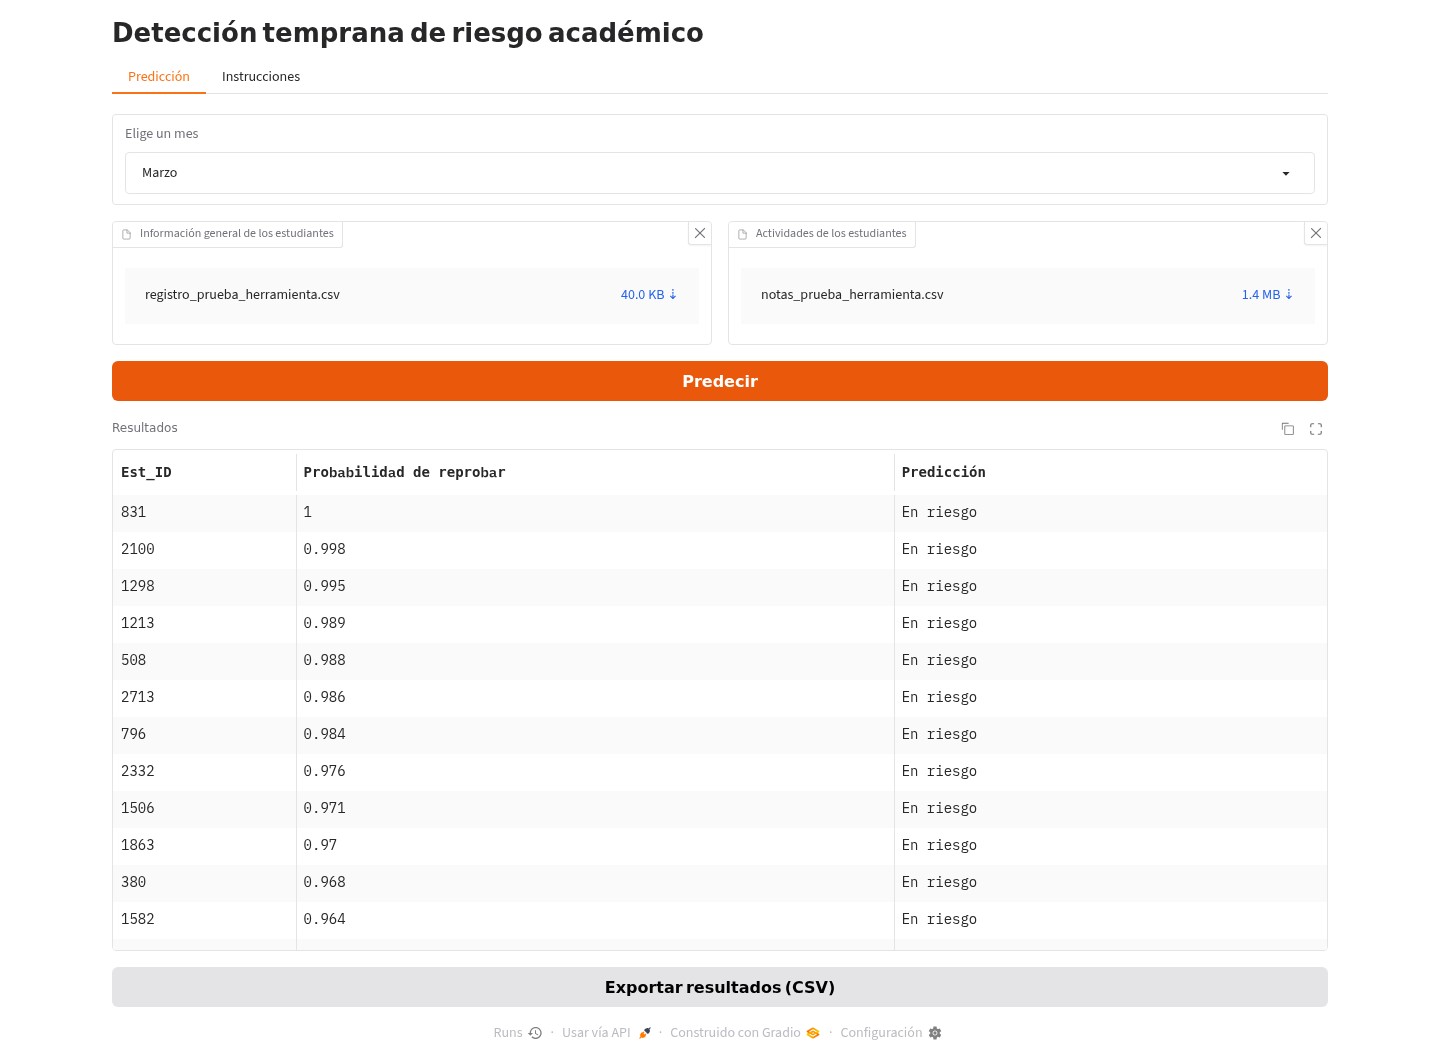 Detección temprana de riesgo académico
Predicción Instrucciones
Elige un mes
Marzo
Información general de los estudiantes
registro_prueba_herramienta.csv 40.0 KB ⇣
Actividades de los estudiantes
notas_prueba_herramienta.csv 1.4 MB ⇣
Predecir
Resultados
Est_ID Probabilidad de reprobar Predicción
831 1 En riesgo
2100 0.998 En riesgo
1298 0.995 En riesgo
1213 0.989 En riesgo
508 0.988 En riesgo
2713 0.986 En riesgo
796 0.984 En riesgo
2332 0.976 En riesgo
1506 0.971 En riesgo
1863 0.97 En riesgo
380 0.968 En riesgo
1582 0.964 En riesgo
Exportar resultados (CSV)
Runs · Usar vía API · Construido con Gradio · Configuración